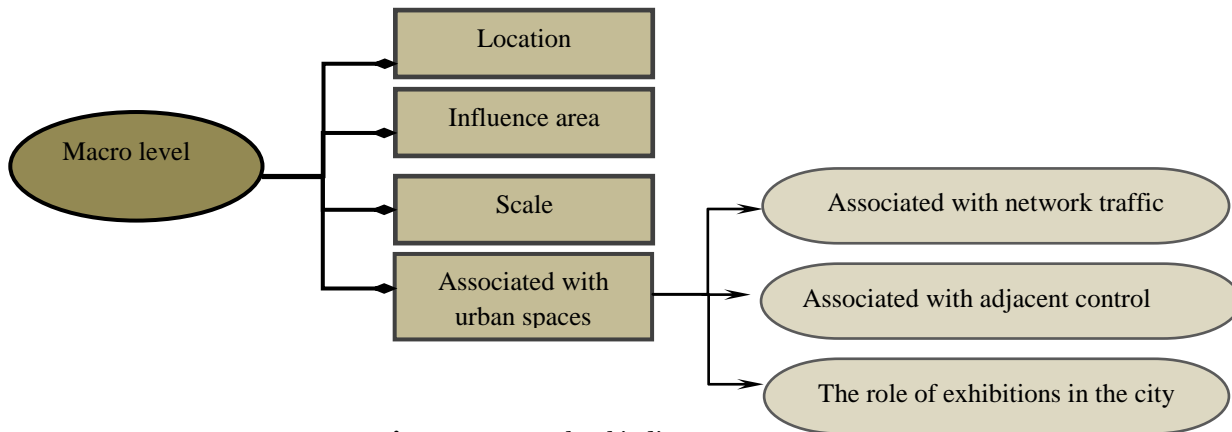 Location
Influence area
Macro level
Scale
Associated with
urban spaces
Associated with network traffic
Associated with adjacent control
The role of exhibitions in the city